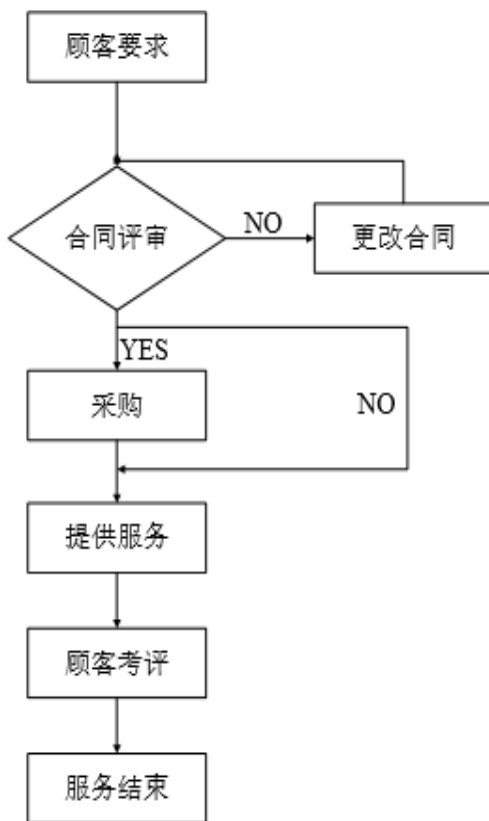 顾客要求
合同评审
NO
更改合同
YES
采购
NO
提供服务
顾客考评
服务结束